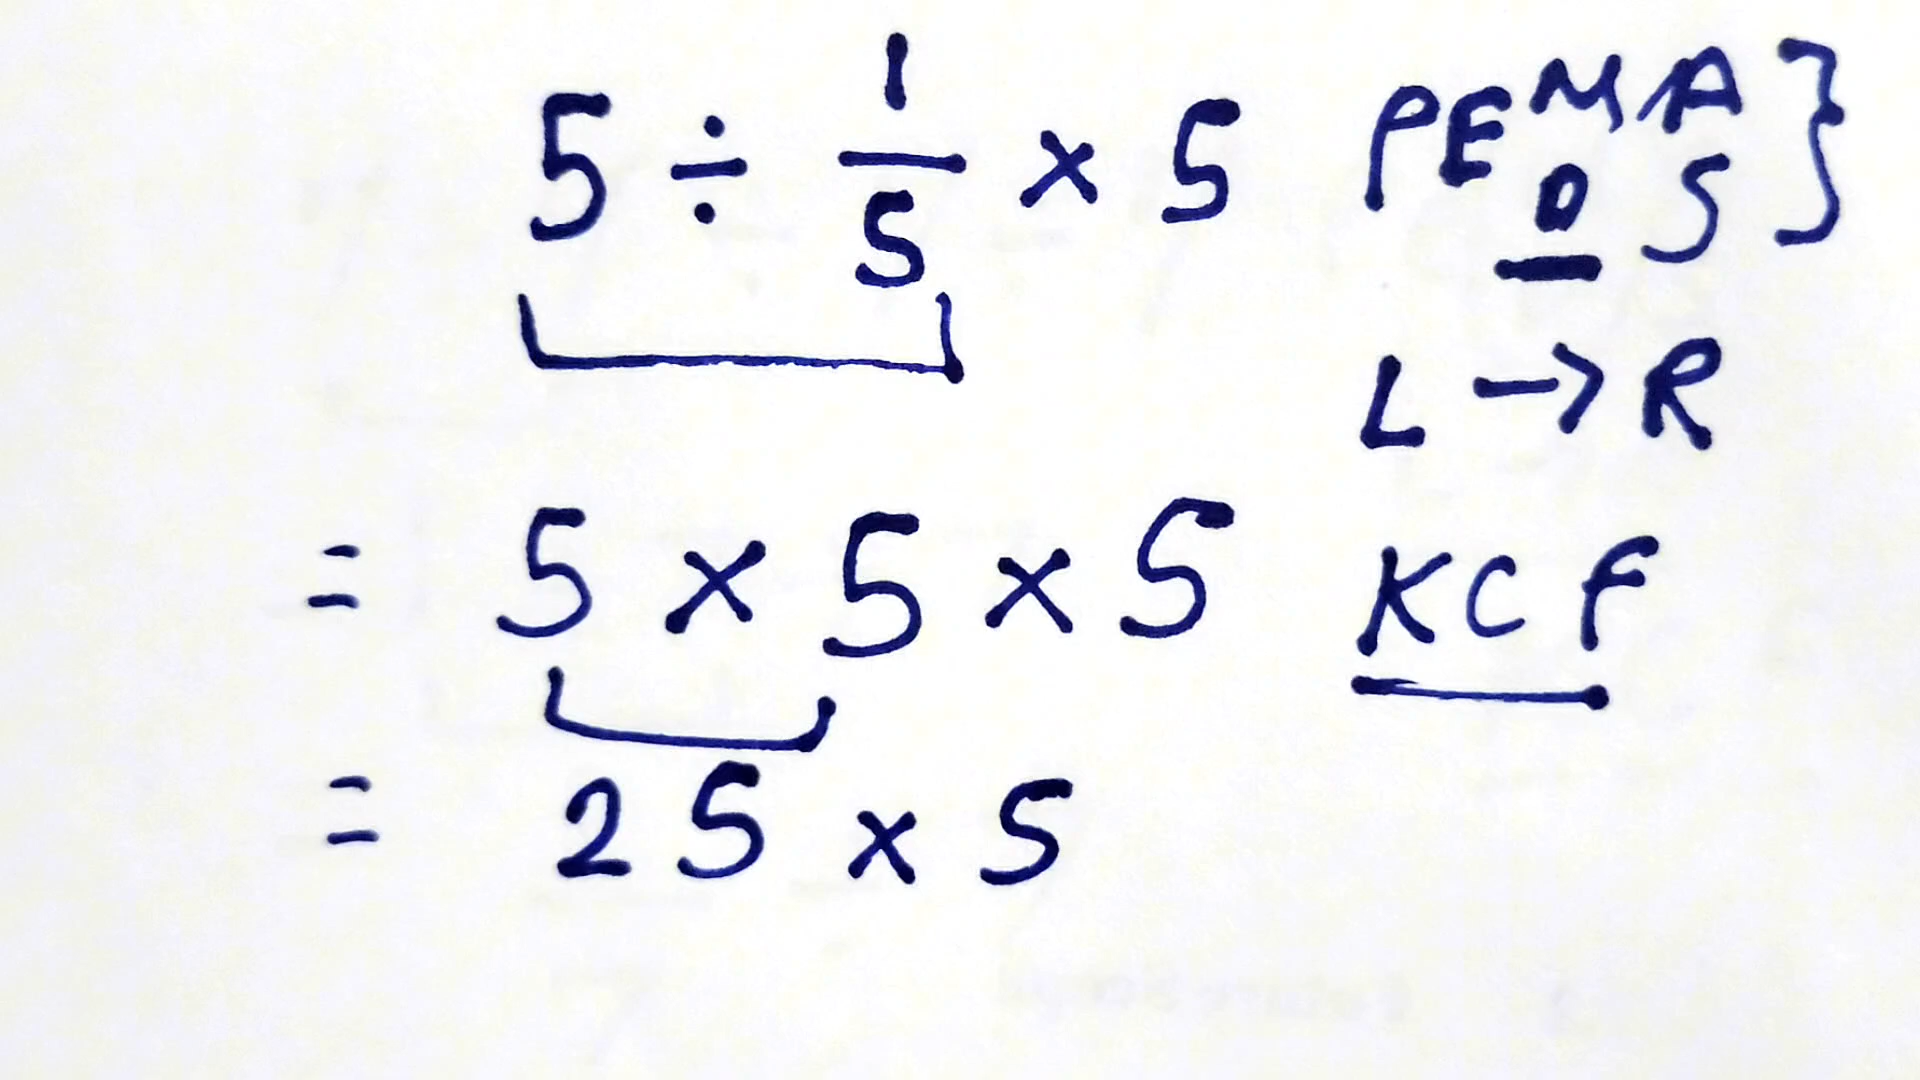 5 ÷ 1/5 × 5 PEMDAS }
L → R
= 5 × 5 × 5 KCF
= 25 × 5